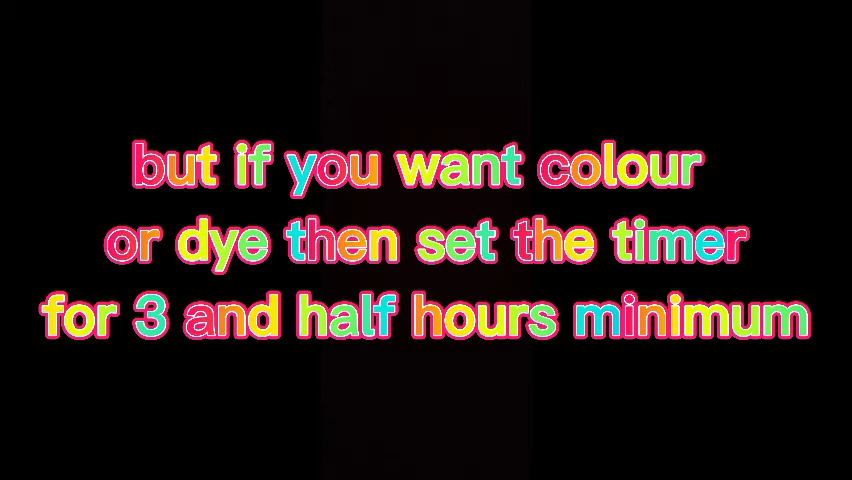 but if you want colour
or dye then set the timer
for 3 and half hours minimum